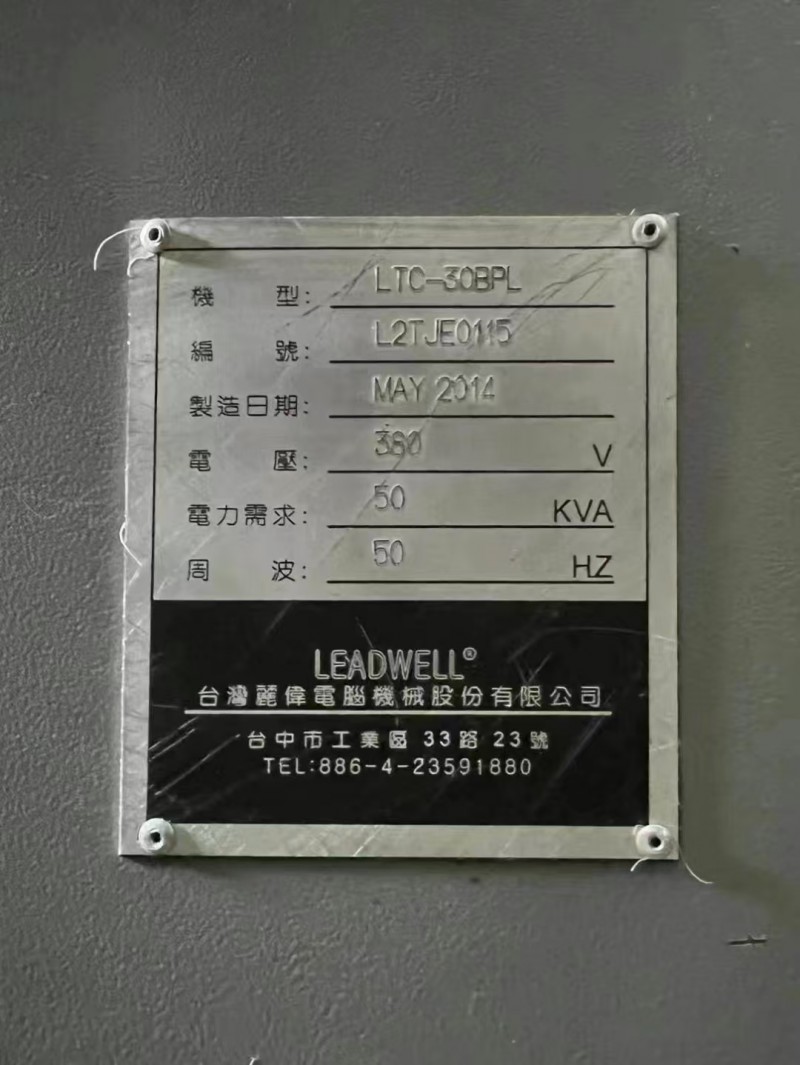 機型: LTC-30BPL
編號: L2TJE0115
製造日期: MAY 2014
電壓: 380 V
電力需求: 50 KVA
周波: 50 HZ
LEADWELL®
台灣麗偉電腦機械股份有限公司
台中市工業區 33 路 23 號
TEL:886-4-23591880